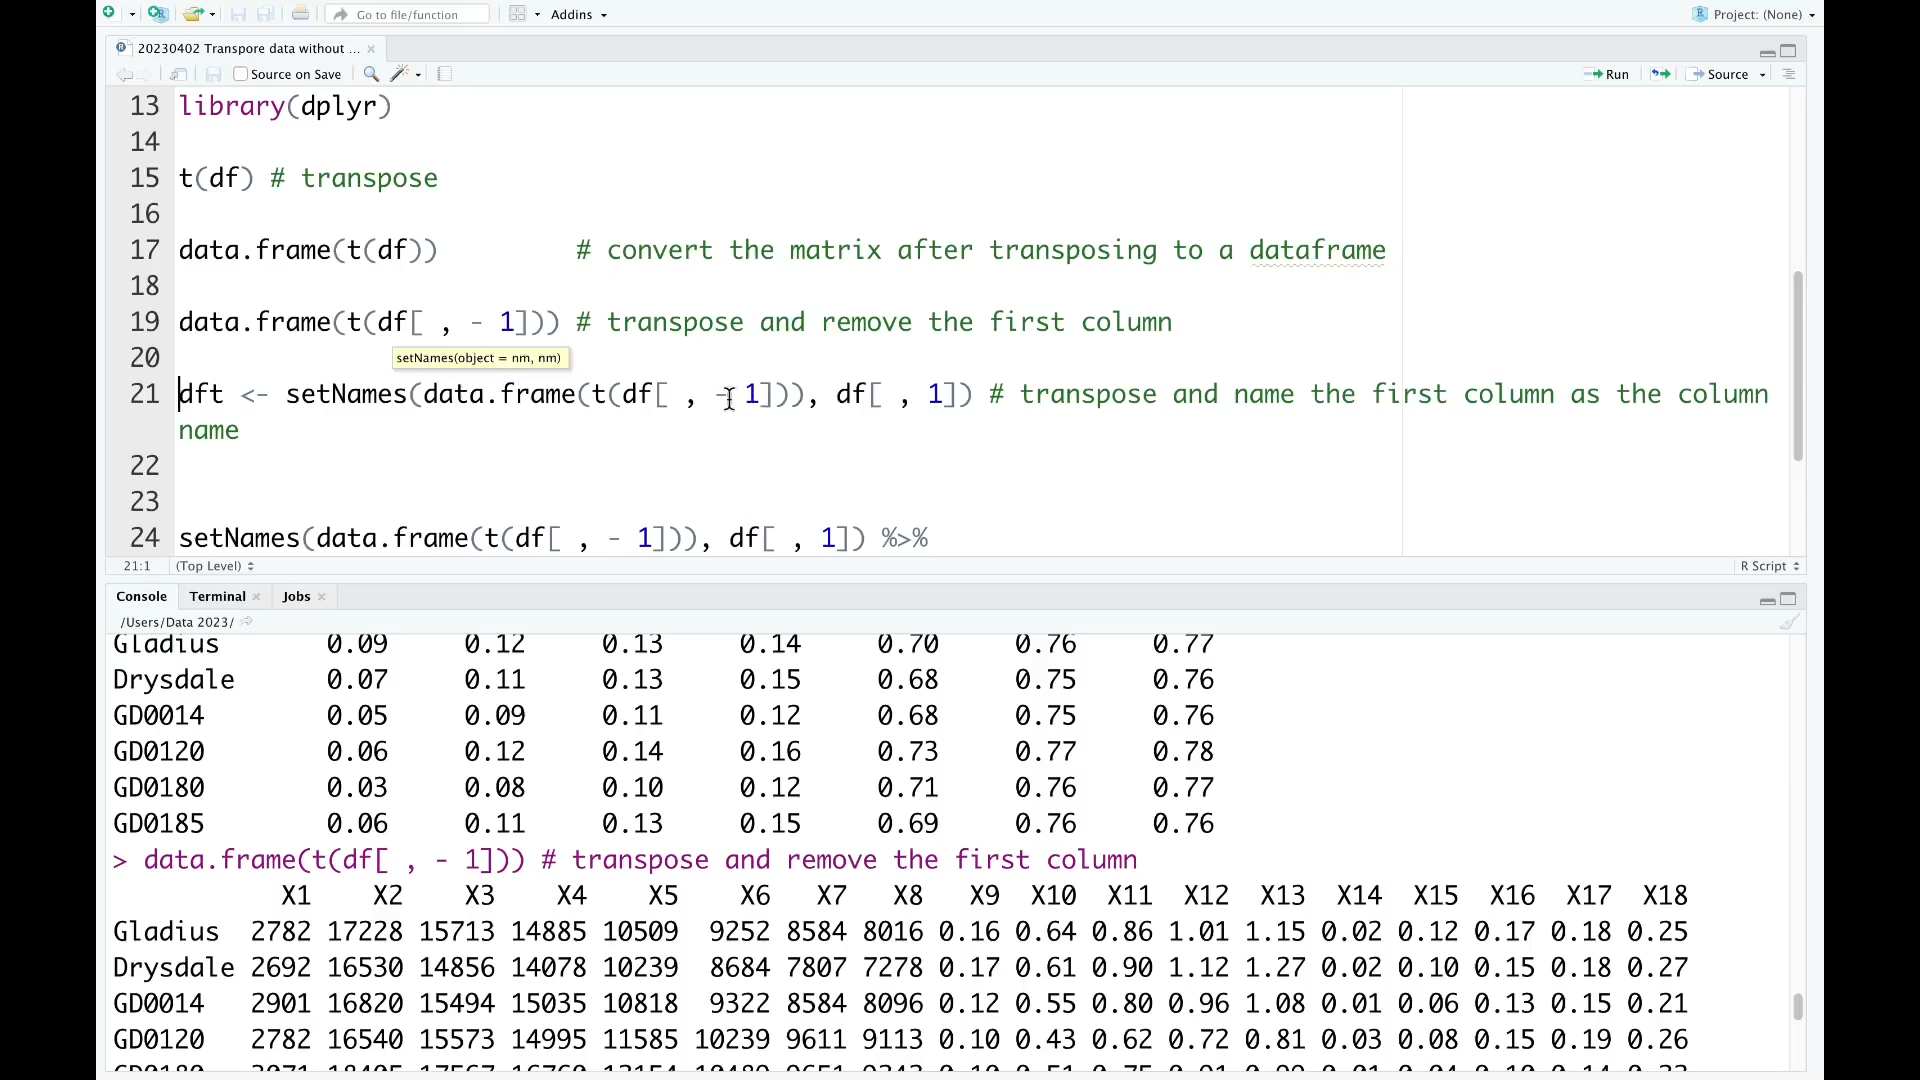 Go to file/function
Addins
Project: (None)
20230402 Transpore data without ...
Source on Save
Run
Source
13 library(dplyr)
14
15 t(df) # transpose
16
17 data.frame(t(df)) # convert the matrix after transposing to a dataframe
18
19 data.frame(t(df[ , - 1])) # transpose and remove the first column
20
setNames(object = nm, nm)
21 dft <- setNames(data.frame(t(df[ , - 1])), df[ , 1]) # transpose and name the first column as the column
name
22
23
24 setNames(data.frame(t(df[ , - 1])), df[ , 1]) %>%
21:1 (Top Level) R Script
Console Terminal Jobs
/Users/Data 2023/
Gladius 0.09 0.12 0.13 0.14 0.70 0.76 0.77
Drysdale 0.07 0.11 0.13 0.15 0.68 0.75 0.76
GD0014 0.05 0.09 0.11 0.12 0.68 0.75 0.76
GD0120 0.06 0.12 0.14 0.16 0.73 0.77 0.78
GD0180 0.03 0.08 0.10 0.12 0.71 0.76 0.77
GD0185 0.06 0.11 0.13 0.15 0.69 0.76 0.76
> data.frame(t(df[ , - 1])) # transpose and remove the first column
X1 X2 X3 X4 X5 X6 X7 X8 X9 X10 X11 X12 X13 X14 X15 X16 X17 X18
Gladius 2782 17228 15713 14885 10509 9252 8584 8016 0.16 0.64 0.86 1.01 1.15 0.02 0.12 0.17 0.18 0.25
Drysdale 2692 16530 14856 14078 10239 8684 7807 7278 0.17 0.61 0.90 1.12 1.27 0.02 0.10 0.15 0.18 0.27
GD0014 2901 16820 15494 15035 10818 9322 8584 8096 0.12 0.55 0.80 0.96 1.08 0.01 0.06 0.13 0.15 0.21
GD0120 2782 16540 15573 14995 11585 10239 9611 9113 0.10 0.43 0.62 0.72 0.81 0.03 0.08 0.15 0.19 0.26